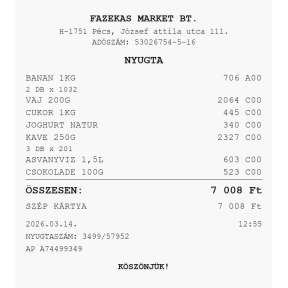 FAZEKAS MARKET BT.
H-1751 Pécs, József attila utca 111.
ADÓSZÁM: 53026754-5-16
NYUGTA
BANAN 1KG 706 A00
2 DB x 1032
VAJ 200G 2064 C00
CUKOR 1KG 445 C00
JOGHURT NATUR 340 C00
KAVE 250G 2327 C00
3 DB x 201
ASVANYVIZ 1,5L 603 C00
CSOKOLADE 100G 523 C00
ÖSSZESEN: 7 008 Ft
SZÉP KÁRTYA 7 008 Ft
2026.03.14. 12:55
NYUGTASZÁM: 3499/57952
AP A74499349
KÖSZÖNJÜK!